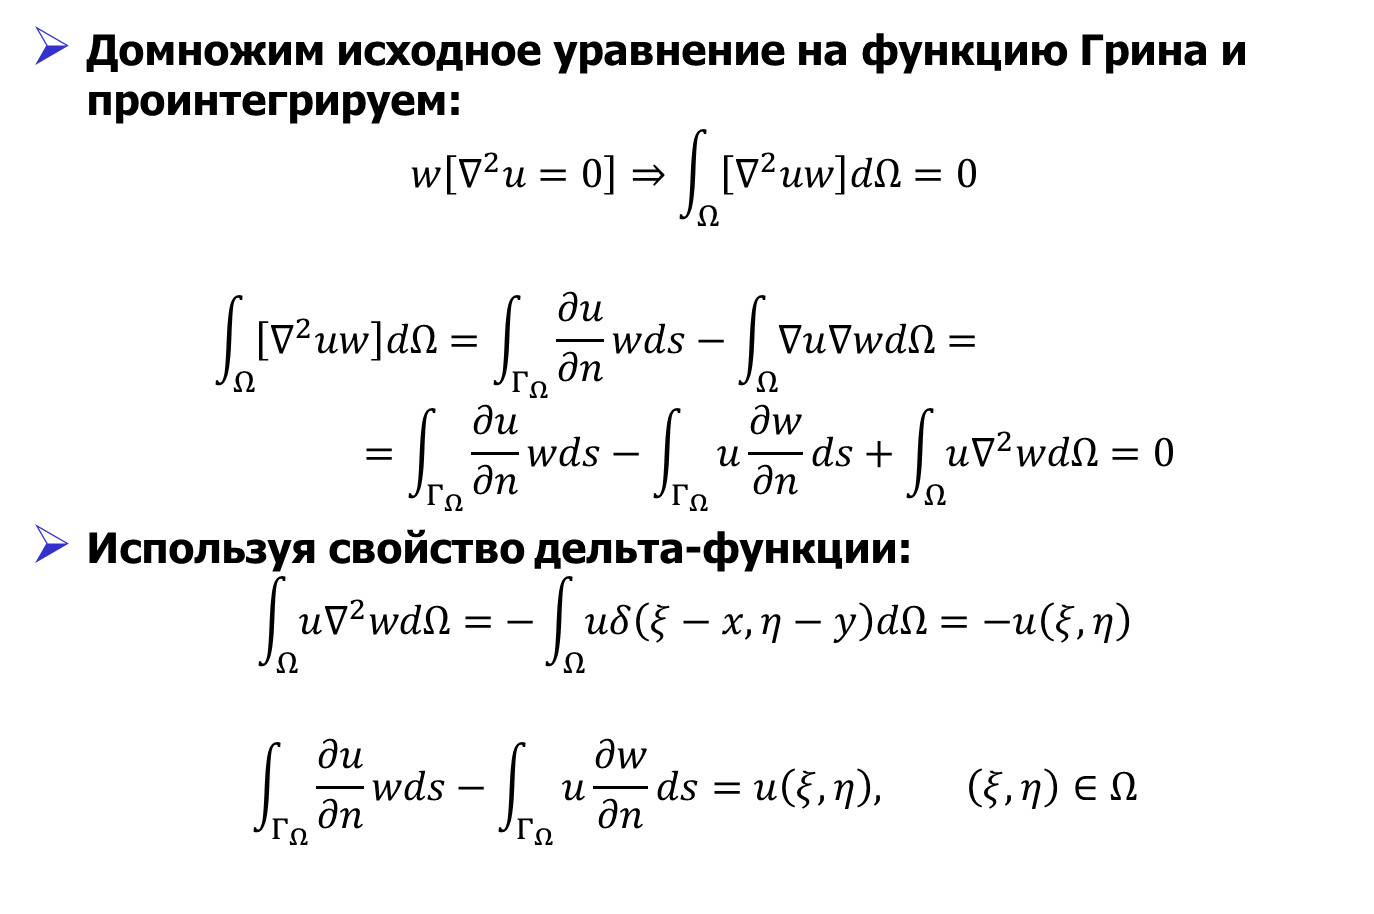 Домножим исходное уравнение на функцию Грина и
проинтегрируем:
w[∇²u = 0] ⇒ ∫_Ω [∇²uw]dΩ = 0
∫_Ω [∇²uw]dΩ = ∫_{Γ_Ω} ∂u/∂n wds − ∫_Ω ∇u∇wdΩ =
= ∫_{Γ_Ω} ∂u/∂n wds − ∫_{Γ_Ω} u ∂w/∂n ds + ∫_Ω u∇²wdΩ = 0
Используя свойство дельта-функции:
∫_Ω u∇²wdΩ = − ∫_Ω uδ(ξ − x, η − y)dΩ = −u(ξ, η)
∫_{Γ_Ω} ∂u/∂n wds − ∫_{Γ_Ω} u ∂w/∂n ds = u(ξ, η), (ξ, η) ∈ Ω